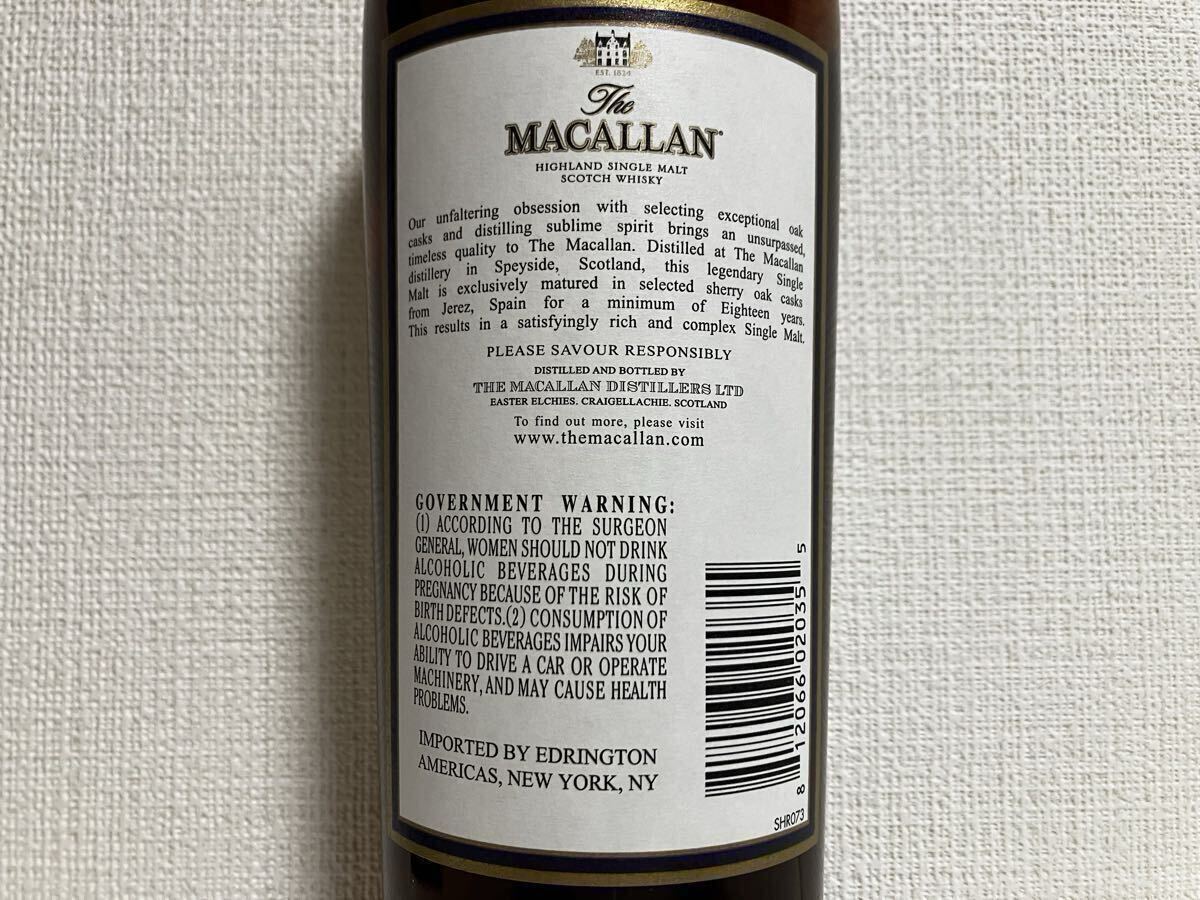 EST. 1824
The
MACALLAN
HIGHLAND SINGLE MALT
SCOTCH WHISKY
Our unfaltering obsession with selecting exceptional oak
casks and distilling sublime spirit brings an unsurpassed,
timeless quality to The Macallan. Distilled at The Macallan
distillery in Speyside, Scotland, this legendary Single
Malt is exclusively matured in selected sherry oak casks
from Jerez, Spain for a minimum of Eighteen years.
This results in a satisfyingly rich and complex Single Malt.
PLEASE SAVOUR RESPONSIBLY
DISTILLED AND BOTTLED BY
THE MACALLAN DISTILLERS LTD
EASTER ELCHIES. CRAIGELLACHIE. SCOTLAND
To find out more, please visit
www.themacallan.com
GOVERNMENT WARNING:
(1) ACCORDING TO THE SURGEON
GENERAL, WOMEN SHOULD NOT DRINK
ALCOHOLIC BEVERAGES DURING
PREGNANCY BECAUSE OF THE RISK OF
BIRTH DEFECTS.(2) CONSUMPTION OF
ALCOHOLIC BEVERAGES IMPAIRS YOUR
ABILITY TO DRIVE A CAR OR OPERATE
MACHINERY, AND MAY CAUSE HEALTH
PROBLEMS.
IMPORTED BY EDRINGTON
AMERICAS, NEW YORK, NY
8 12066 02035 5
SHR073